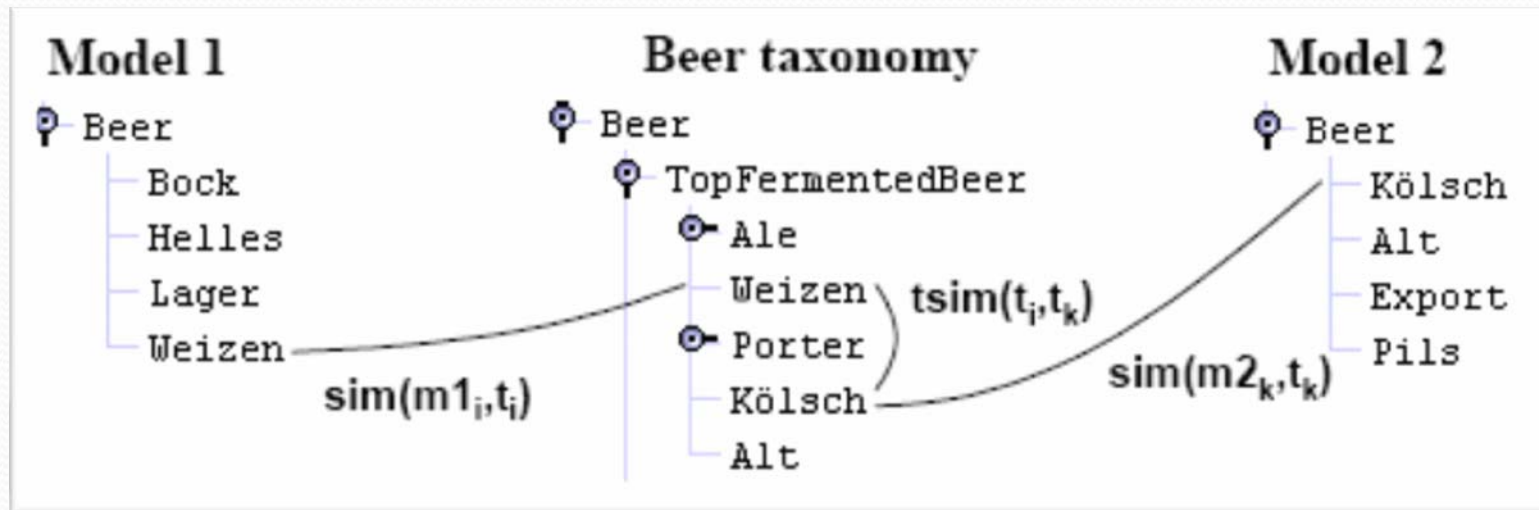 Model 1
Beer
Bock
Helles
Lager
Weizen
sim(m1ᵢ,tᵢ)
Beer taxonomy
Beer
TopFermentedBeer
Ale
Weizen
Porter
Kölsch
Alt
tsim(tᵢ,tₖ)
sim(m2ₖ,tₖ)
Model 2
Beer
Kölsch
Alt
Export
Pils